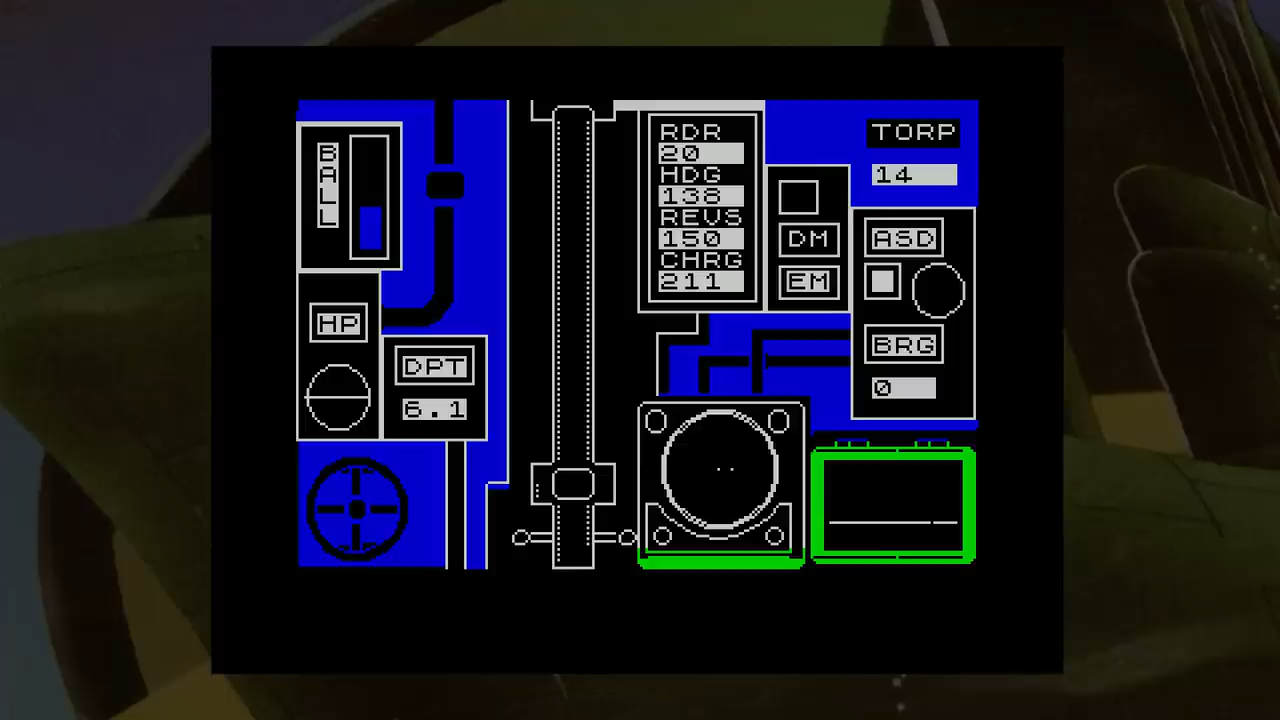 BALL
HP
DPT
6.1
RDR
20
HDG
138
REVS
150
CHRG
211
DM
EM
TORP
14
ASD
BRG
0